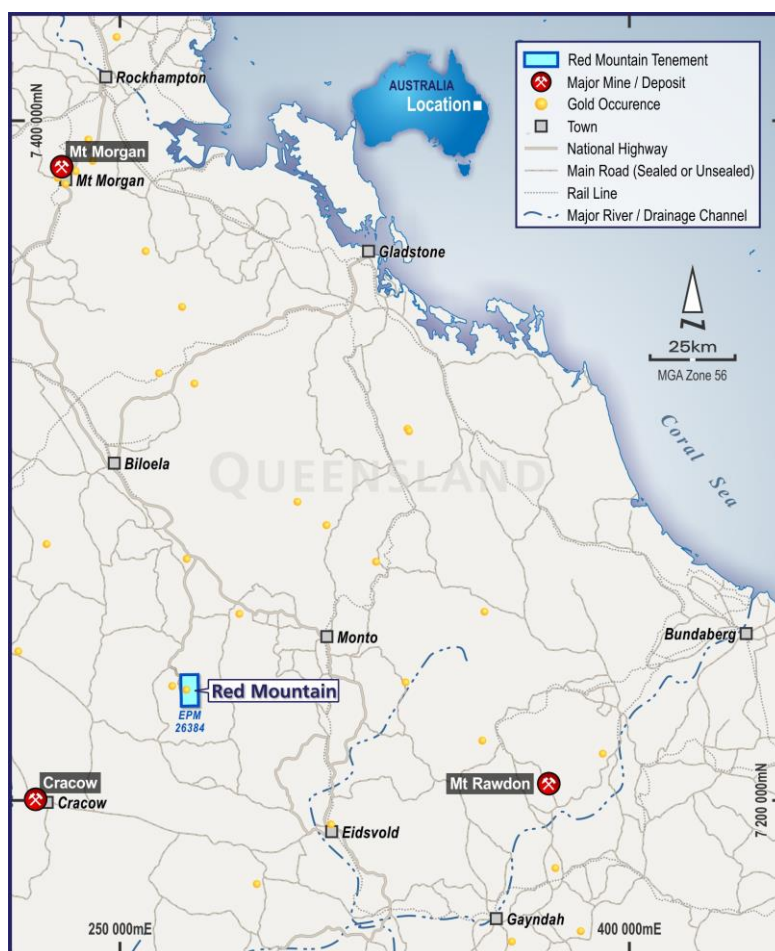 Rockhampton
7 400 000mN
Mt Morgan
Mt Morgan
AUSTRALIA
Location
Red Mountain Tenement
Major Mine / Deposit
Gold Occurence
Town
National Highway
Main Road (Sealed or Unsealed)
Rail Line
Major River / Drainage Channel
Gladstone
N
25km
MGA Zone 56
Coral Sea
Biloela
QUEENSLAND
Monto
Bundaberg
Red Mountain
EPM
26384
Cracow
Cracow
Mt Rawdon
7 200 000mN
Eidsvold
Gayndah
250 000mE
400 000mE